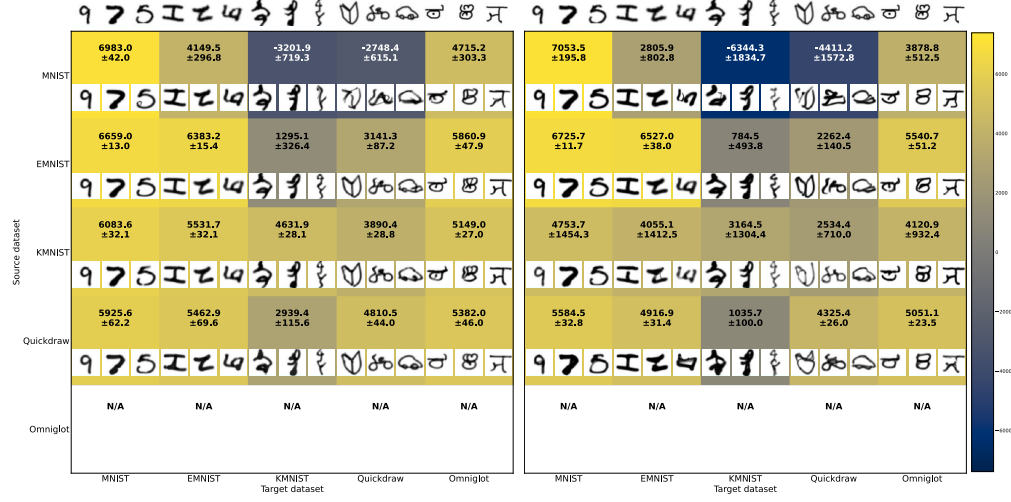 6983.0 4149.5 -3201.9 -2748.4 4715.2 7053.5 2805.9 -6344.3 -4411.2 3878.8
±42.0 ±296.8 ±719.3 ±615.1 ±303.3 ±195.8 ±802.8 ±1834.7 ±1572.8 ±512.5
MNIST
6659.0 6383.2 1295.1 3141.3 5860.9 6725.7 6527.0 784.5 2262.4 5540.7
±13.0 ±15.4 ±326.4 ±87.2 ±47.9 ±11.7 ±38.0 ±493.8 ±140.5 ±51.2
EMNIST
6083.6 5531.7 4631.9 3890.4 5149.0 4753.7 4055.1 3164.5 2534.4 4120.9
±32.1 ±32.1 ±28.1 ±28.8 ±27.0 ±1454.3 ±1412.5 ±1304.4 ±710.0 ±932.4
KMNIST
5925.6 5462.9 2939.4 4810.5 5382.0 5584.5 4916.9 1035.7 4325.4 5051.1
±62.2 ±69.6 ±115.6 ±44.0 ±46.0 ±32.8 ±31.4 ±100.0 ±26.0 ±23.5
Quickdraw
N/A N/A N/A N/A N/A N/A N/A N/A N/A N/A
Omniglot
Source dataset
MNIST EMNIST KMNIST Quickdraw Omniglot MNIST EMNIST KMNIST Quickdraw Omniglot
Target dataset Target dataset
6000
4000
2000
0
−2000
−4000
−6000